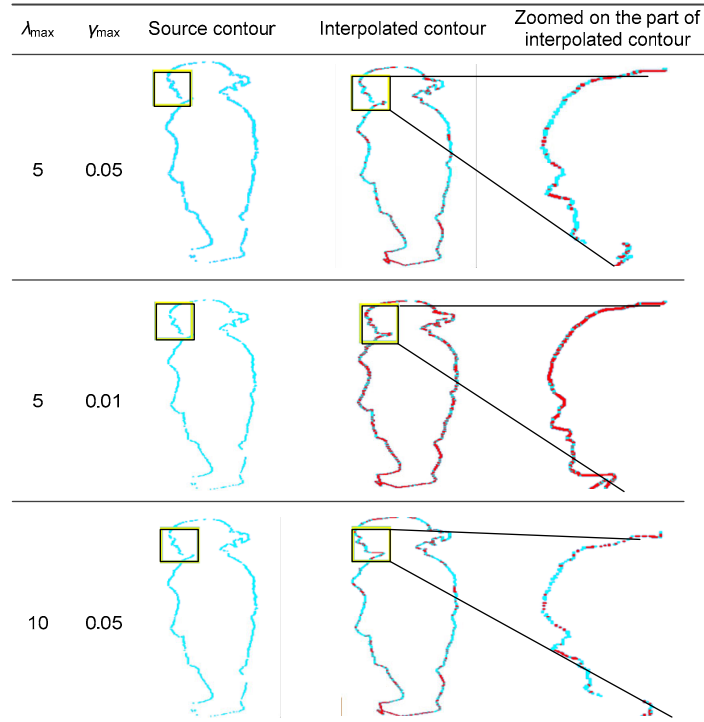 λmax γmax Source contour Interpolated contour Zoomed on the part of
interpolated contour
5 0.05
5 0.01
10 0.05